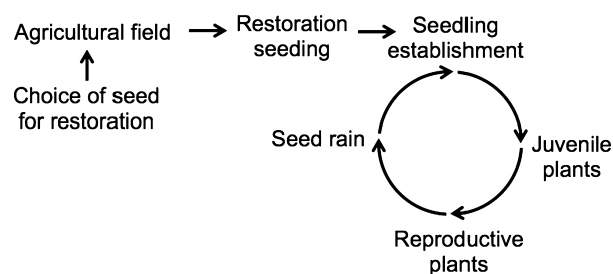 Agricultural field
Restoration
seeding
Seedling
establishment
Choice of seed
for restoration
Seed rain
Juvenile
plants
Reproductive
plants